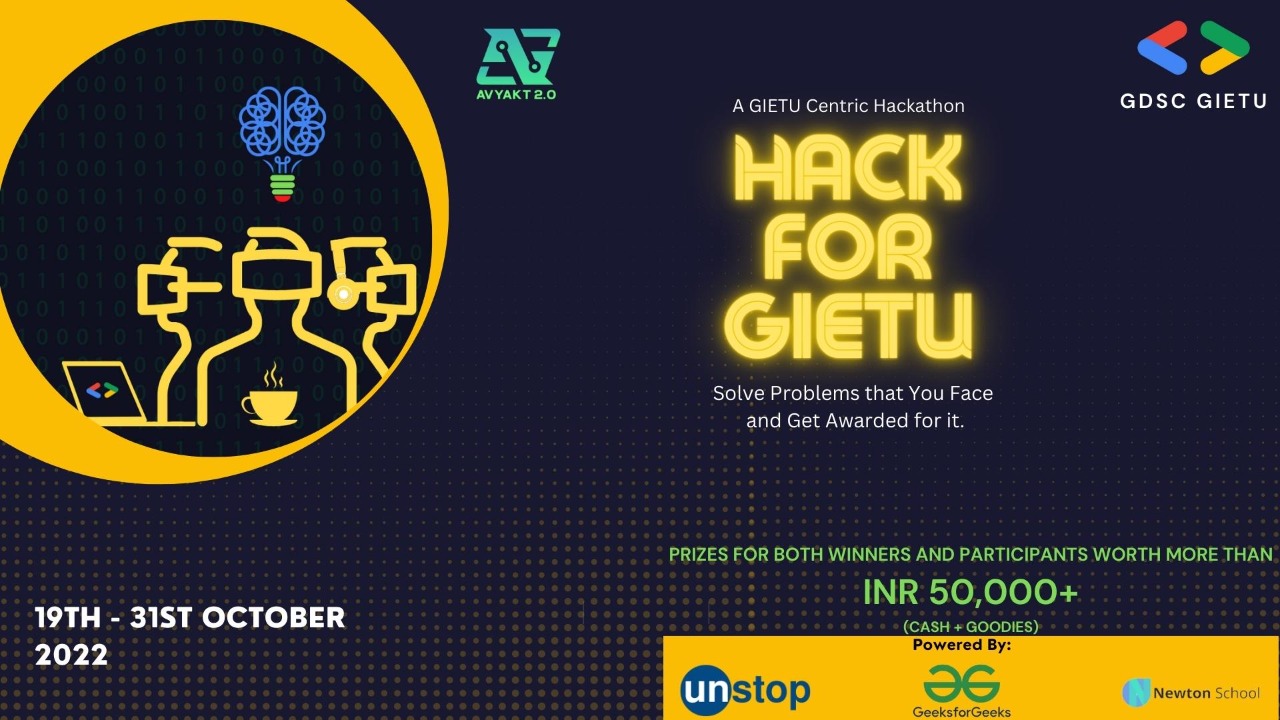 AVYAKT 2.0
GDSC GIETU
A GIETU Centric Hackathon
HACK
FOR
GIETU
Solve Problems that You Face
and Get Awarded for it.
PRIZES FOR BOTH WINNERS AND PARTICIPANTS WORTH MORE THAN
INR 50,000+
(CASH + GOODIES)
19TH - 31ST OCTOBER
2022
Powered By:
unstop
GeeksforGeeks
Newton School